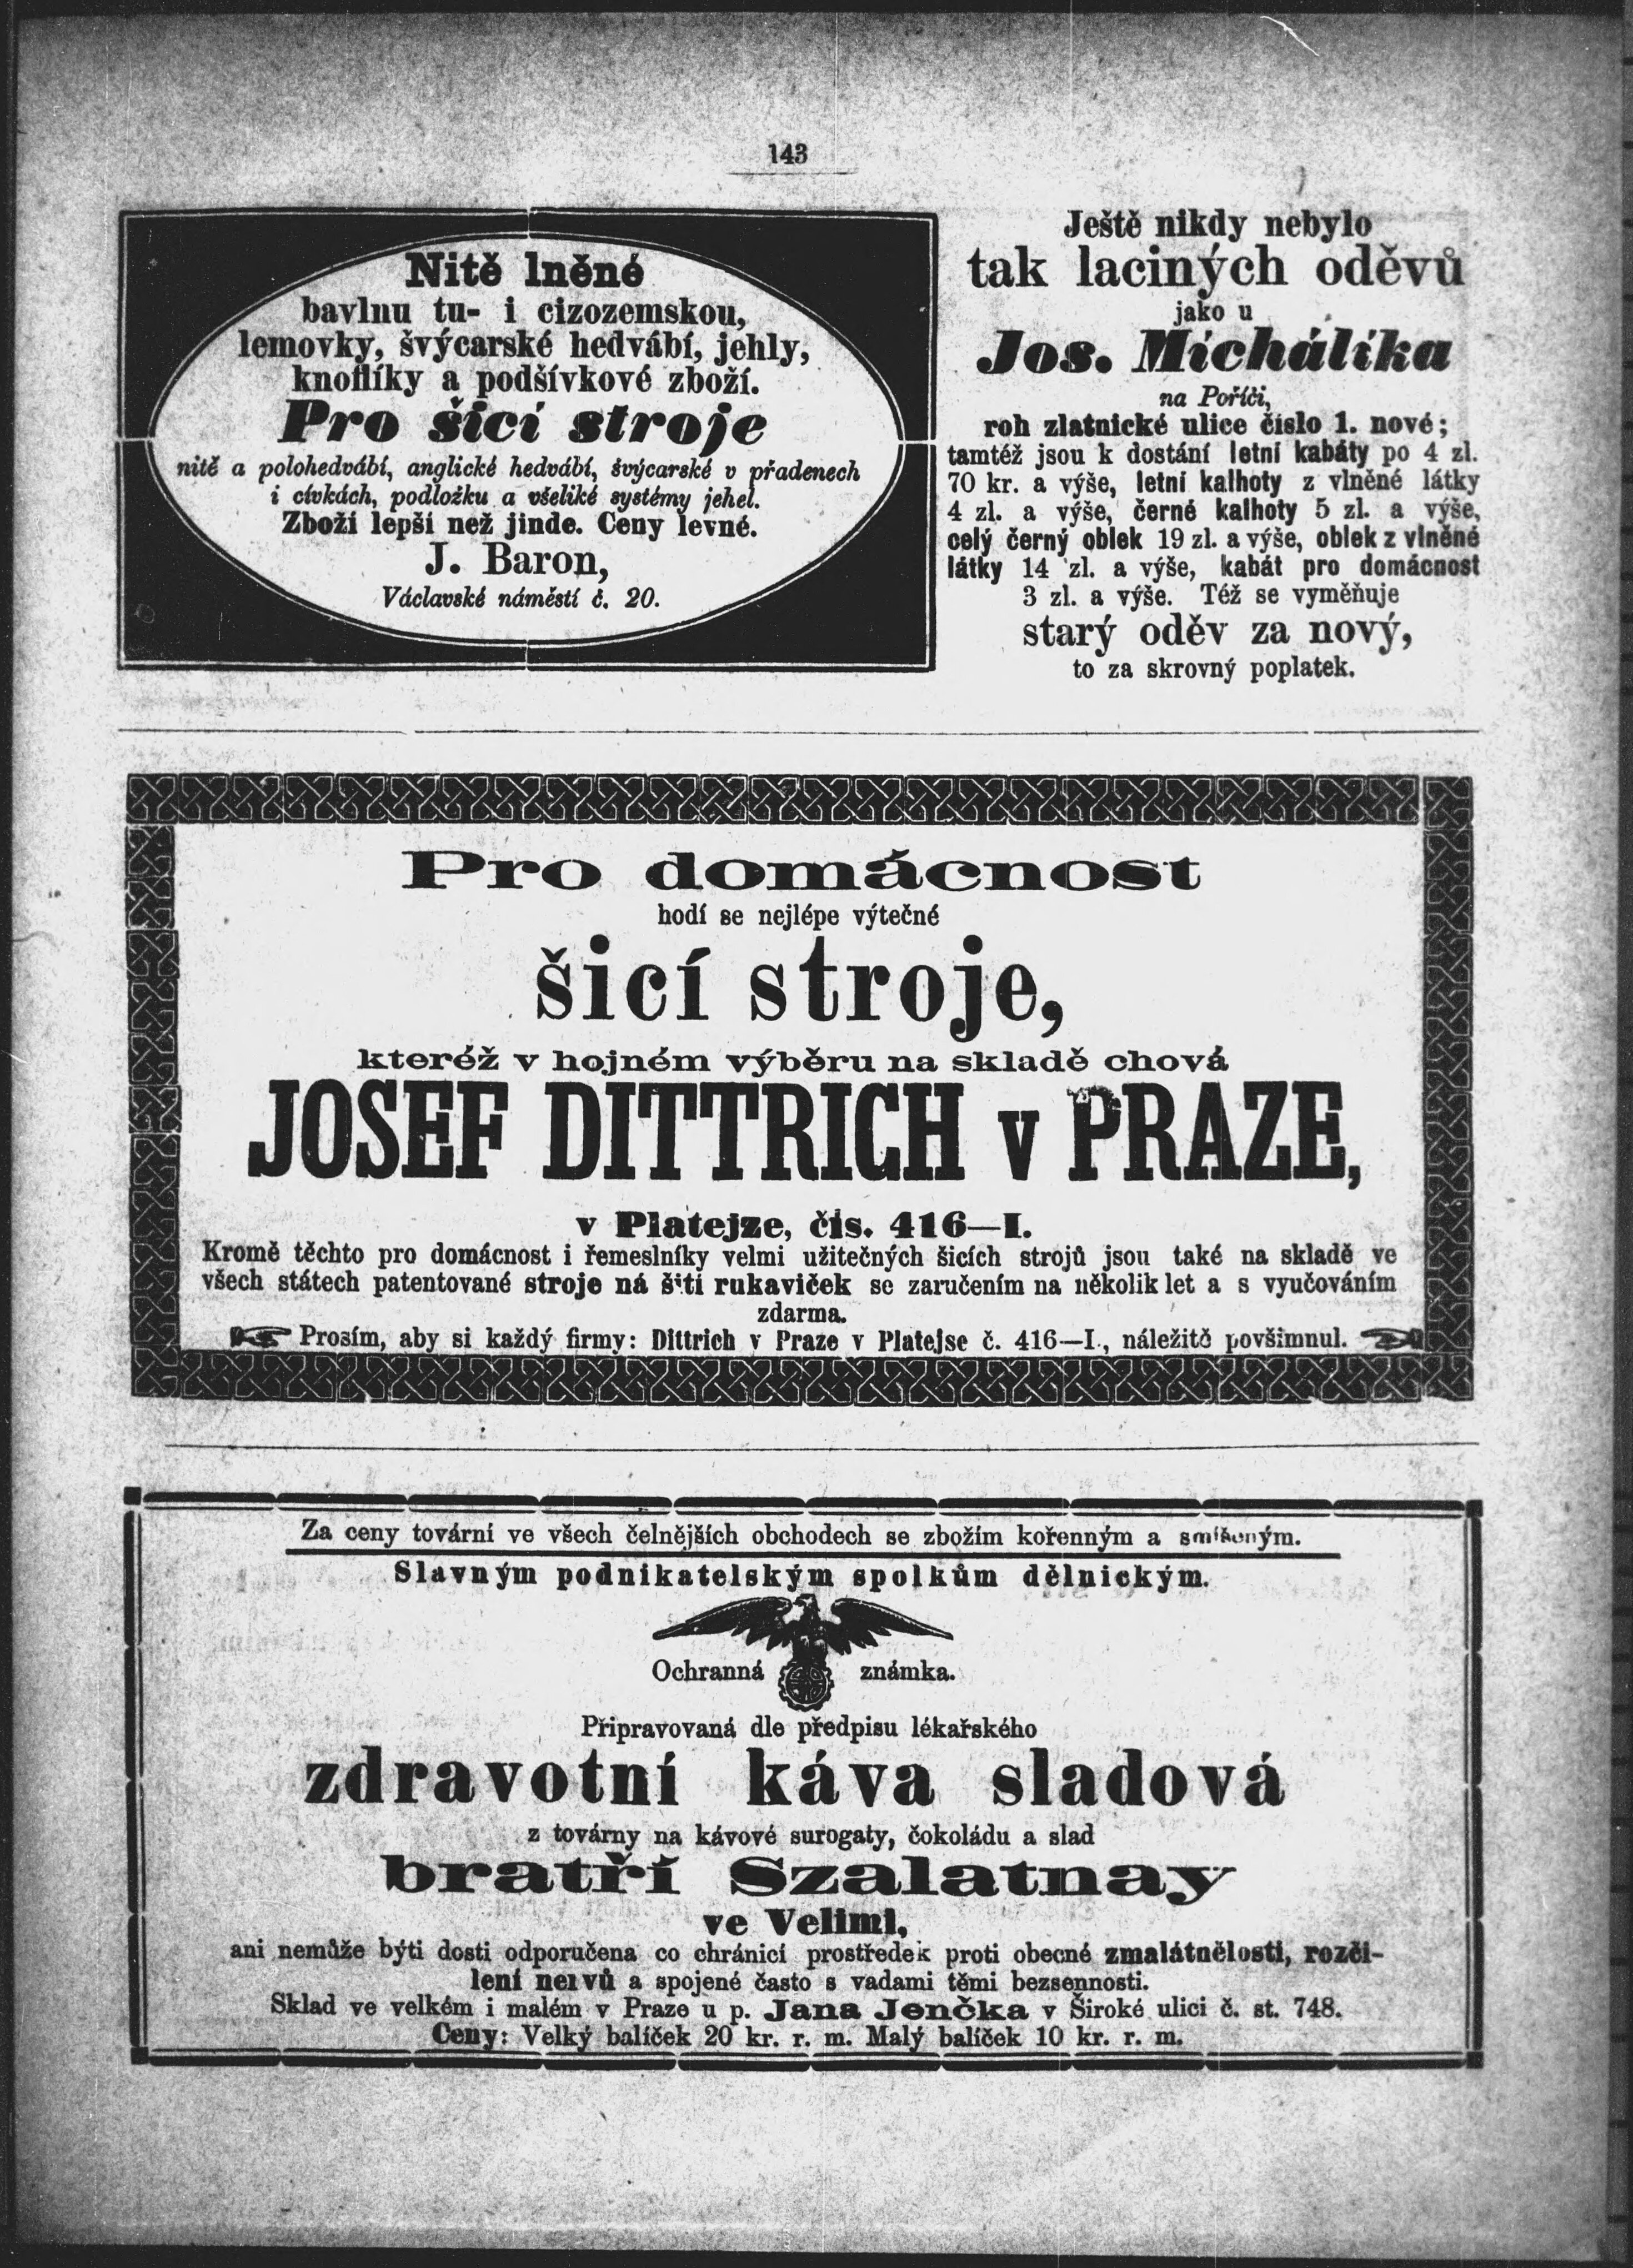 143
Nitě lněné
bavlnu tu- i cizozemskou,
lemovky, švýcarské hedvábí, jehly,
knoflíky a podšívkové zboží.
Pro šicí stroje
nitě a polohedvábí, anglické hedvábí, švýcarské v přadenech
i cívkách, podložku a všeliké systémy jehel.
Zboží lepší než jinde. Ceny levné.
J. Baron,
Václavské náměstí č. 20.
Ještě nikdy nebylo
tak laciných oděvů
jako u
Jos. Michálíka
na Poříčí,
roh zlatnické ulice číslo 1. nové;
tamtéž jsou k dostání letní kabáty po 4 zl.
70 kr. a výše, letní kalhoty z vlněné látky
4 zl. a výše, černé kalhoty 5 zl. a výše,
celý černý oblek 19 zl. a výše, oblek z vlněné
látky 14 zl. a výše, kabát pro domácnost
3 zl. a výše. Též se vyměňuje
starý oděv za nový,
to za skrovný poplatek.
Pro domácnost
hodí se nejlépe výtečné
šicí stroje,
kteréž v hojném výběru na skladě chová
JOSEF DITTRICH v PRAZE,
v Platejze, čis. 416—I.
Kromě těchto pro domácnost i řemeslníky velmi užitečných šicích strojů jsou také na skladě ve
všech státech patentované stroje ná šití rukaviček se zaručením na několik let a s vyučováním
zdarma.
Prosím, aby si každý firmy: Dittrich v Praze v Platejse č. 416—I., náležitě povšimnul.
Za ceny tovární ve všech čelnějších obchodech se zbožím kořenným a smíšeným.
Slavným podnikatelským spolkům dělnickým.
Ochranná známka.
Připravovaná dle předpisu lékařského
zdravotní káva sladová
z továrny na kávové surogaty, čokoládu a slad
bratří Szalatnay
ve Velimi,
ani nemůže býti dosti odporučena co chránicí prostředek proti obecné zmalátnělosti, rozči-
lení nervů a spojené často s vadami těmi bezsennosti.
Sklad ve velkém i malém v Praze u p. Jana Jenčka v Široké ulici č. st. 748.
Ceny: Velký balíček 20 kr. r. m. Malý balíček 10 kr. r. m.